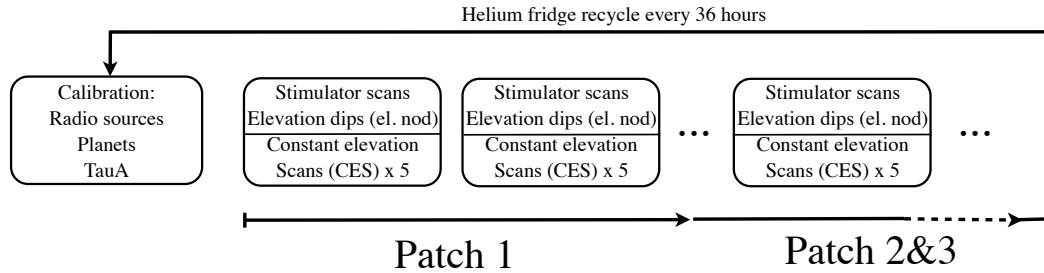 Helium fridge recycle every 36 hours
Calibration:
Radio sources
Planets
TauA
Stimulator scans
Elevation dips (el. nod)
Constant elevation
Scans (CES) x 5
Stimulator scans
Elevation dips (el. nod)
Constant elevation
Scans (CES) x 5
...
Stimulator scans
Elevation dips (el. nod)
Constant elevation
Scans (CES) x 5
...
Patch 1
Patch 2&3